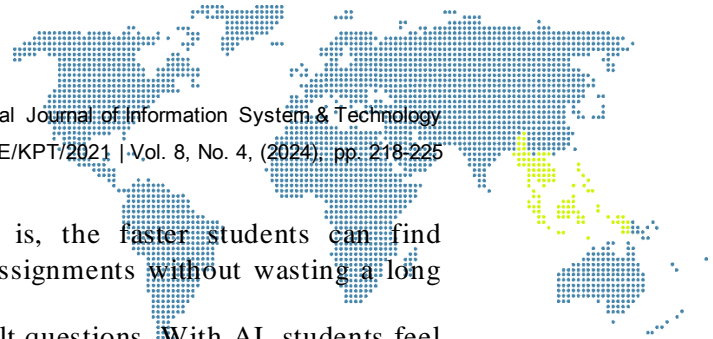 al Journal of Information System & Technology
E/KPT/2021 | Vol. 8, No. 4, (2024), pp. 218-225
is, the faster students can find
ssignments without wasting a long
lt questions. With AI, students feel